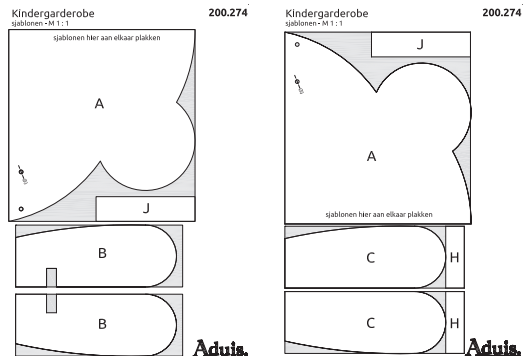 Kindergarderobe
200.274
sjablonen - M 1 : 1
sjablonen hier aan elkaar plakken
A
J
B
B
Aduis.
Kindergarderobe
200.274
sjablonen - M 1 : 1
J
A
sjablonen hier aan elkaar plakken
C
H
C
H
Aduis.